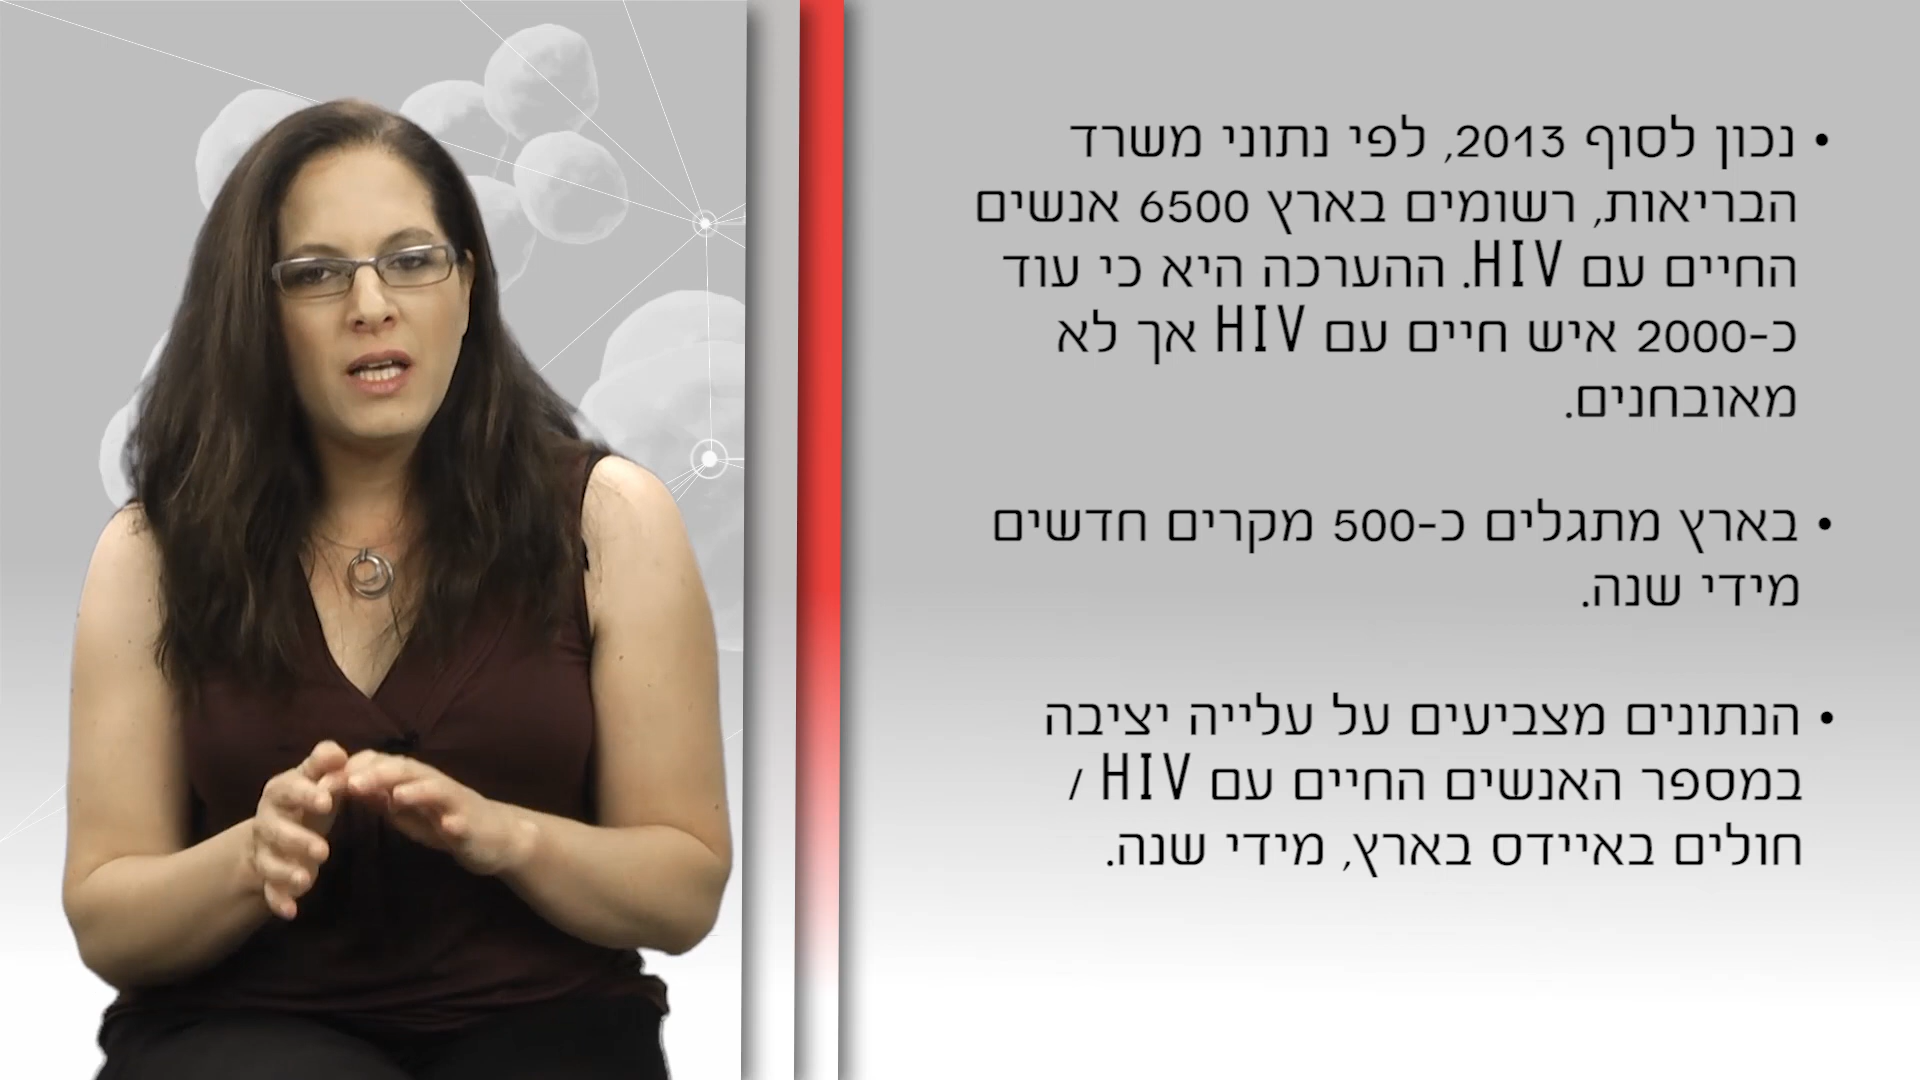 • נכון לסוף 2013, לפי נתוני משרד
הבריאות, רשומים בארץ 6500 אנשים
החיים עם HIV. ההערכה היא כי עוד
כ-2000 איש חיים עם HIV אך לא
מאובחנים.
• בארץ מתגלים כ-500 מקרים חדשים
מידי שנה.
• הנתונים מצביעים על עלייה יציבה
במספר האנשים החיים עם HIV /
חולים באיידס בארץ, מידי שנה.